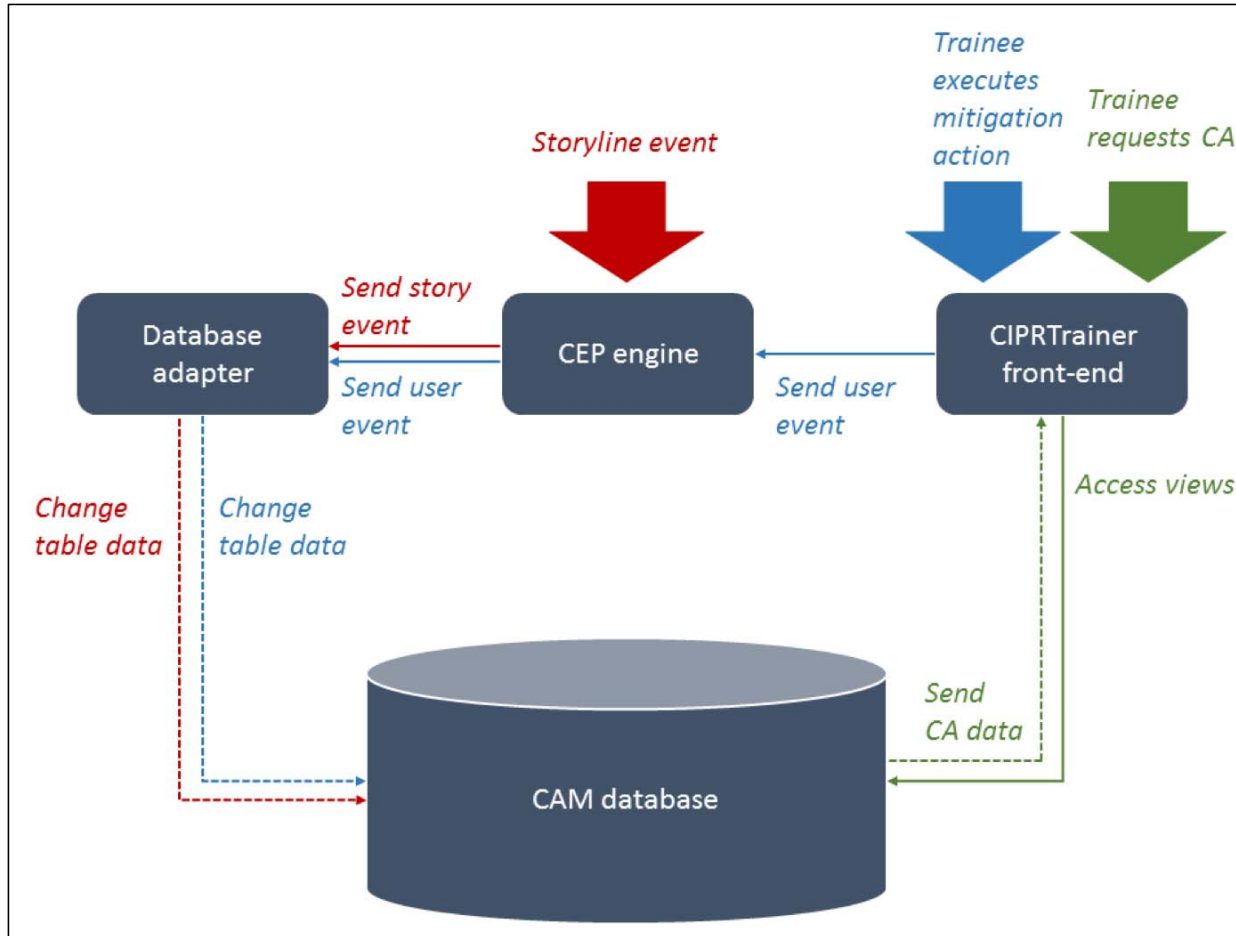 Trainee
executes
mitigation
action
Trainee
requests CA
Storyline event
Send story
event
Database
adapter
CEP engine
CIPRTrainer
front-end
Send user
event
Send user
event
Change
table data
Change
table data
Access views
Send
CA data
CAM database